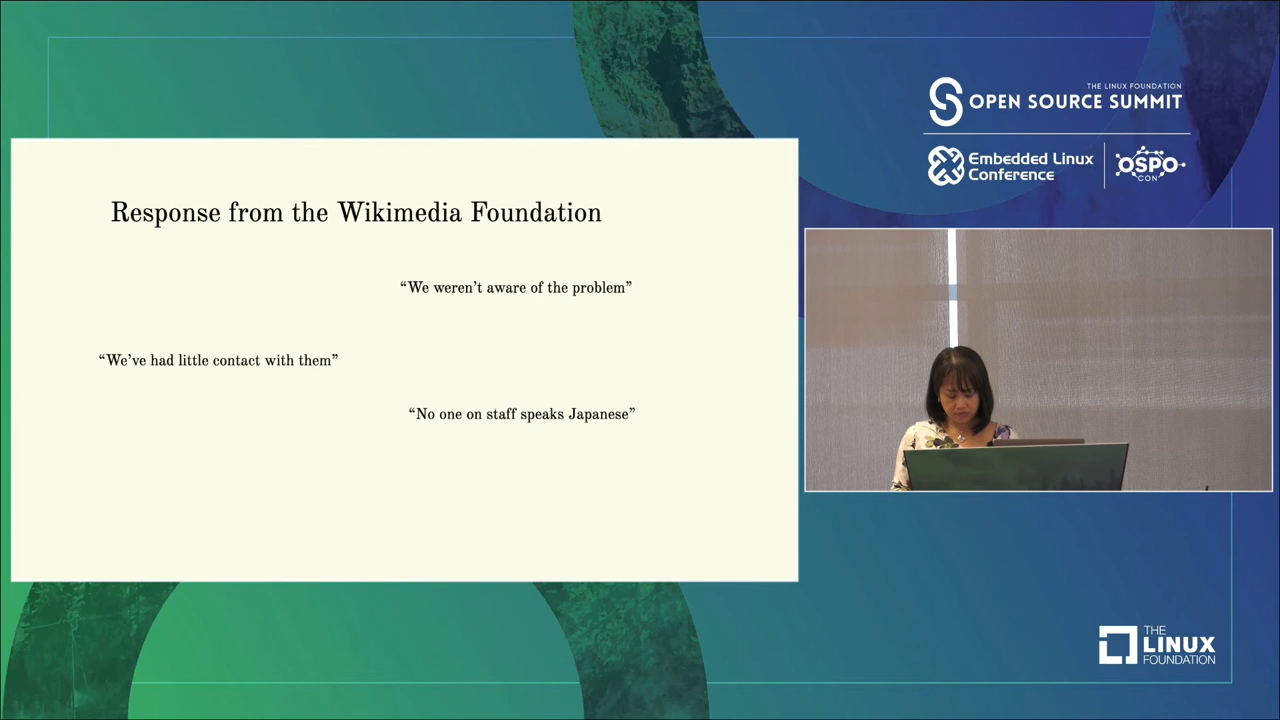 THE LINUX FOUNDATION
OPEN SOURCE SUMMIT
Embedded Linux
Conference
OSPO
CON
Response from the Wikimedia Foundation
“We weren’t aware of the problem”
“We’ve had little contact with them”
“No one on staff speaks Japanese”
THE
LINUX
FOUNDATION